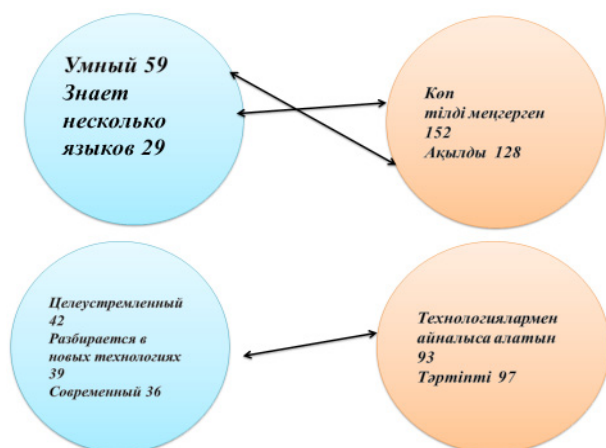 Умный 59
Знает
несколько
языков 29
Көп
тілді меңгерген
152
Ақылды 128
Целеустремленный
42
Разбирается в
новых технологиях
39
Современный 36
Технологиялармен
айналыса алатын
93
Тәртіпті 97